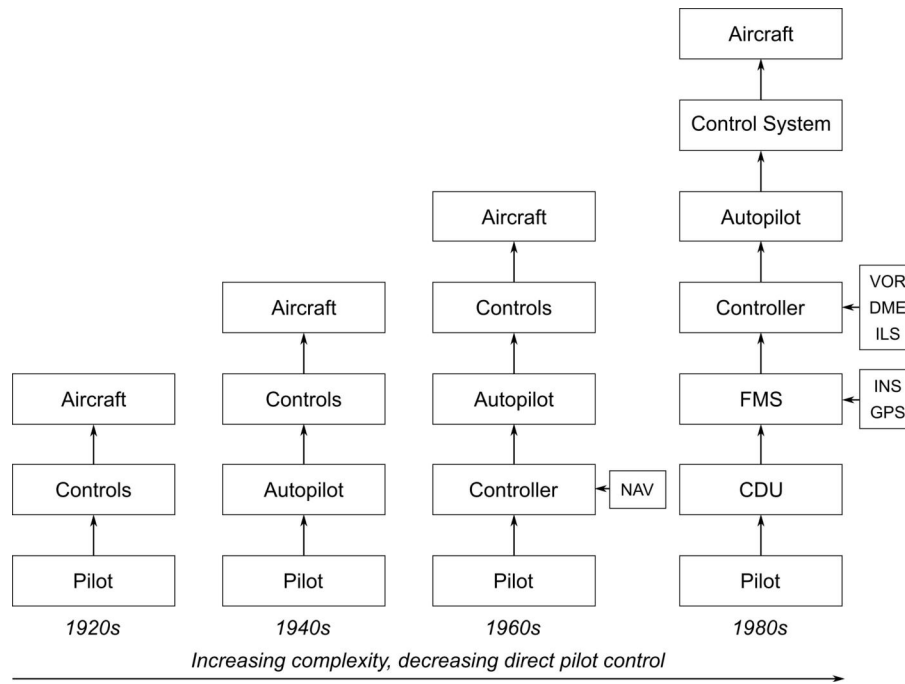 Aircraft
Controls
Pilot
1920s
Aircraft
Controls
Autopilot
Pilot
1940s
Aircraft
Controls
Autopilot
Controller
NAV
Pilot
1960s
Aircraft
Control System
Autopilot
Controller
VOR
DME
ILS
FMS
INS
GPS
CDU
Pilot
1980s
Increasing complexity, decreasing direct pilot control